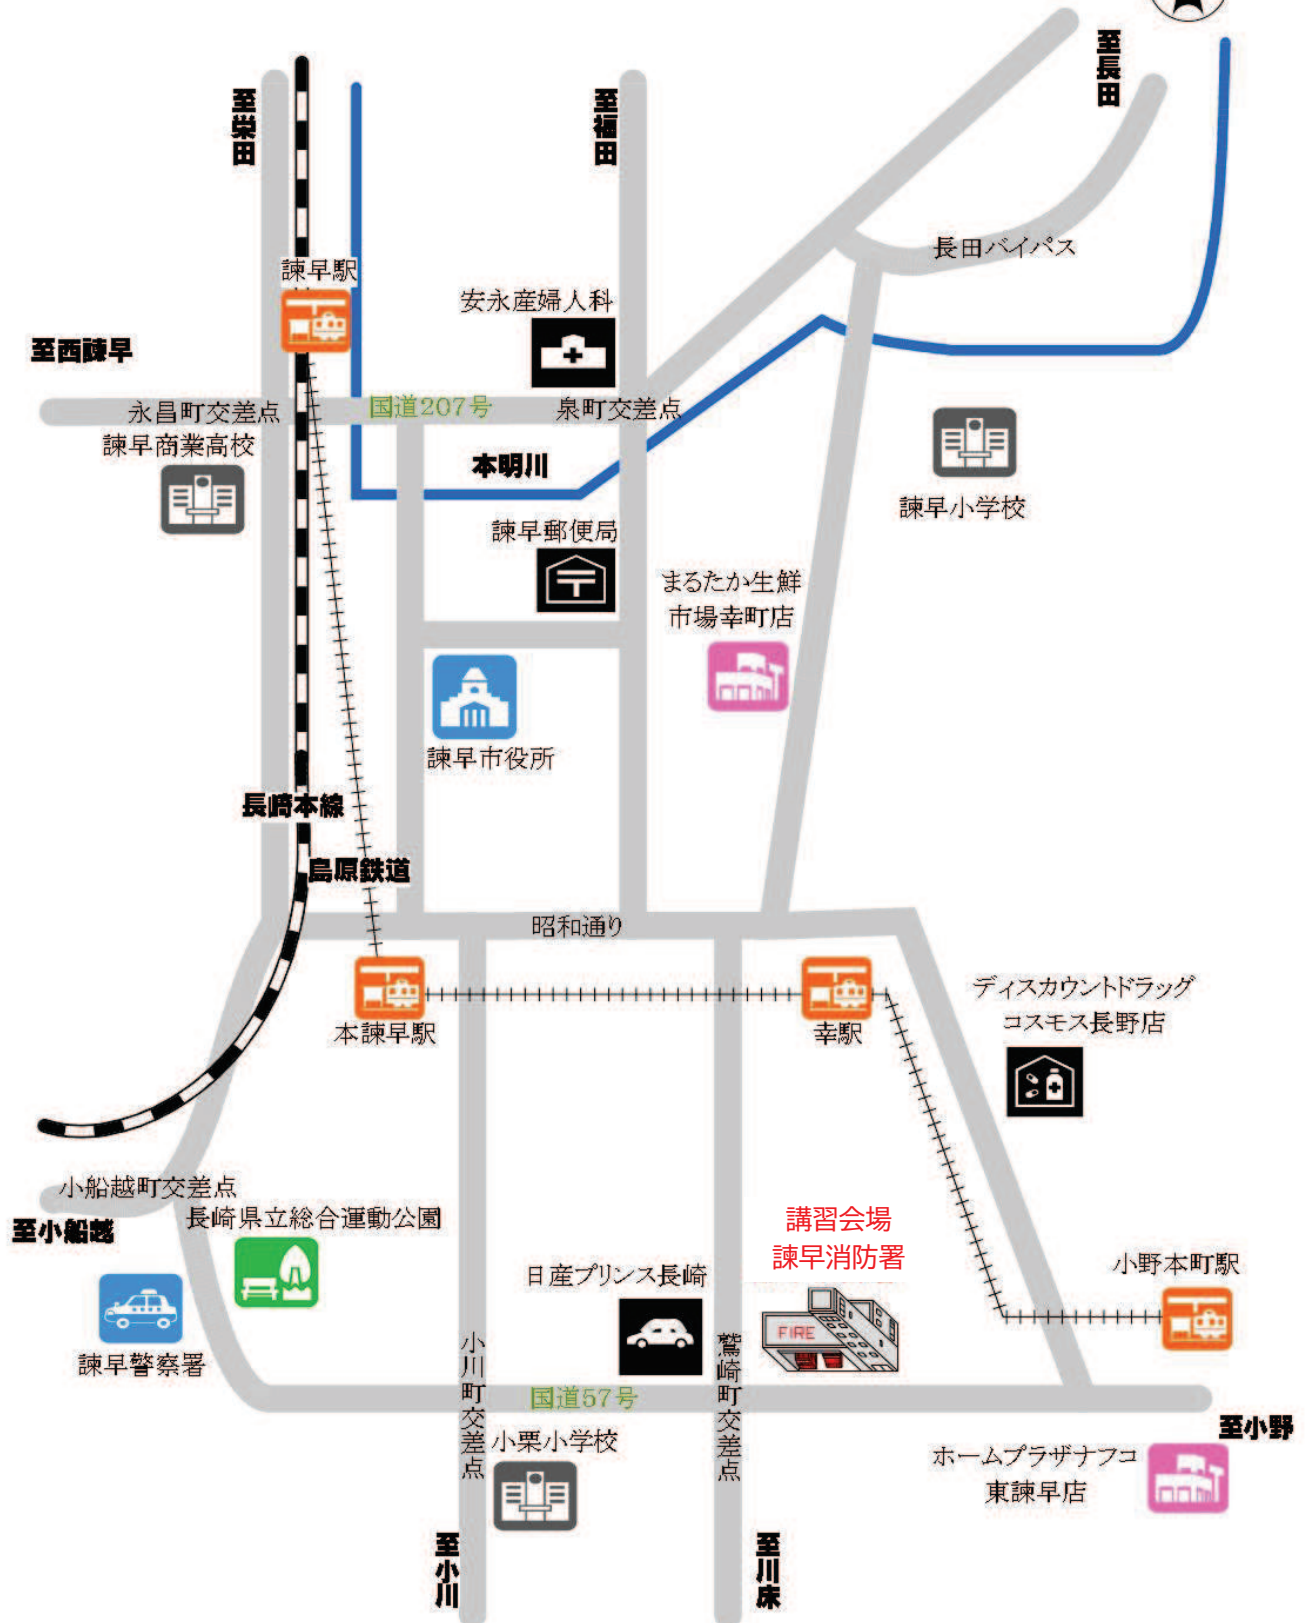 至長田
至栄田
至福田
長田バイパス
諫早駅
安永産婦人科
至西諫早
永昌町交差点
国道207号
泉町交差点
諫早商業高校
本明川
諫早小学校
諫早郵便局
まるたか生鮮
市場幸町店
諫早市役所
長崎本線
島原鉄道
昭和通り
本諫早駅
幸駅
ディスカウントドラッグ
コスモス長野店
小船越町交差点
至小船越
長崎県立総合運動公園
講習会場
諫早消防署
日産プリンス長崎
小野本町駅
FIRE
諫早警察署
小川町交差点
鷲崎町交差点
国道57号
至小野
小栗小学校
ホームプラザナフコ
東諫早店
至小川
至川床